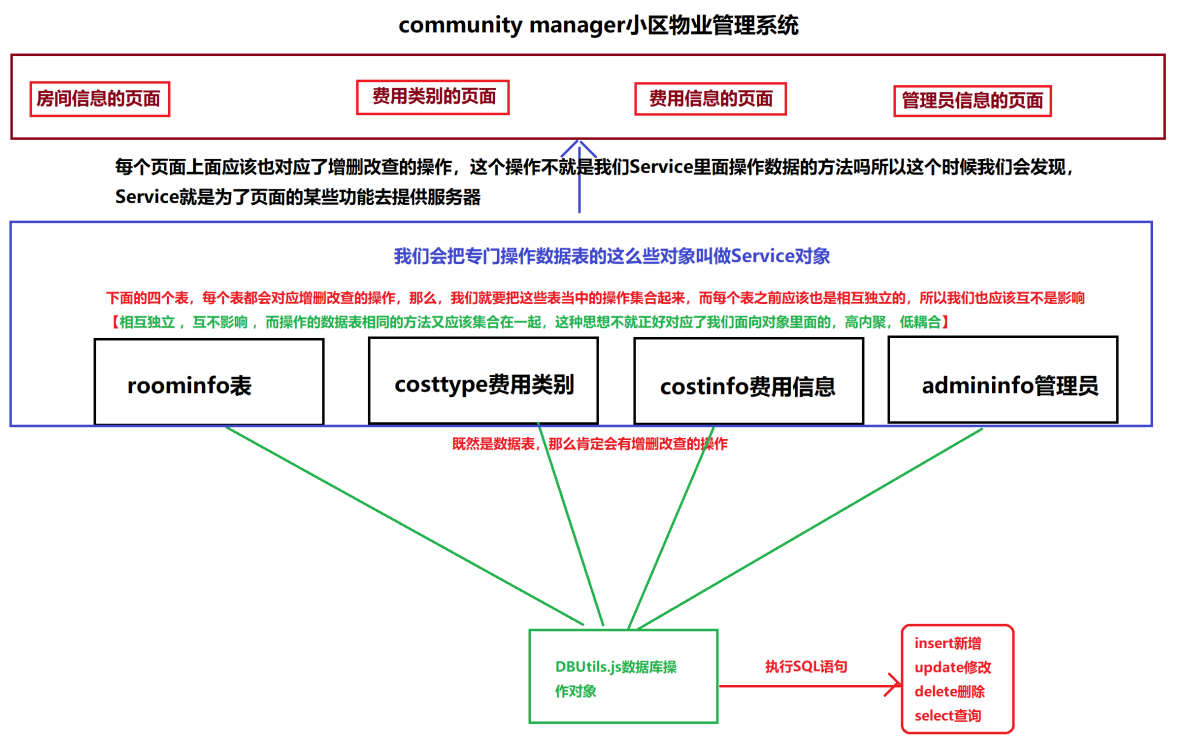 community manager小区物业管理系统
房间信息的页面
费用类别的页面
费用信息的页面
管理员信息的页面
每个页面上面应该也对应了增删改查的操作，这个操作不就是我们Service里面操作数据的方法吗所以这个时候我们会发现，
Service就是为了页面的某些功能去提供服务器
我们会把专门操作数据表的这么些对象叫做Service对象
下面的四个表，每个表都会对应增删改查的操作，那么，我们就要把这些表当中的操作集合起来，而每个表之前应该也是相互独立的，所以我们也应该互不是影响
【相互独立 ，互不影响 ，而操作的数据表相同的方法又应该集合在一起，这种思想不就正好对应了我们面向对象里面的，高内聚，低耦合】
roominfo表
costtype费用类别
costinfo费用信息
admininfo管理员
既然是数据表，那么肯定会有增删改查的操作
DBUtils.js数据库操
作对象
执行SQL语句
insert新增
update修改
delete删除
select查询